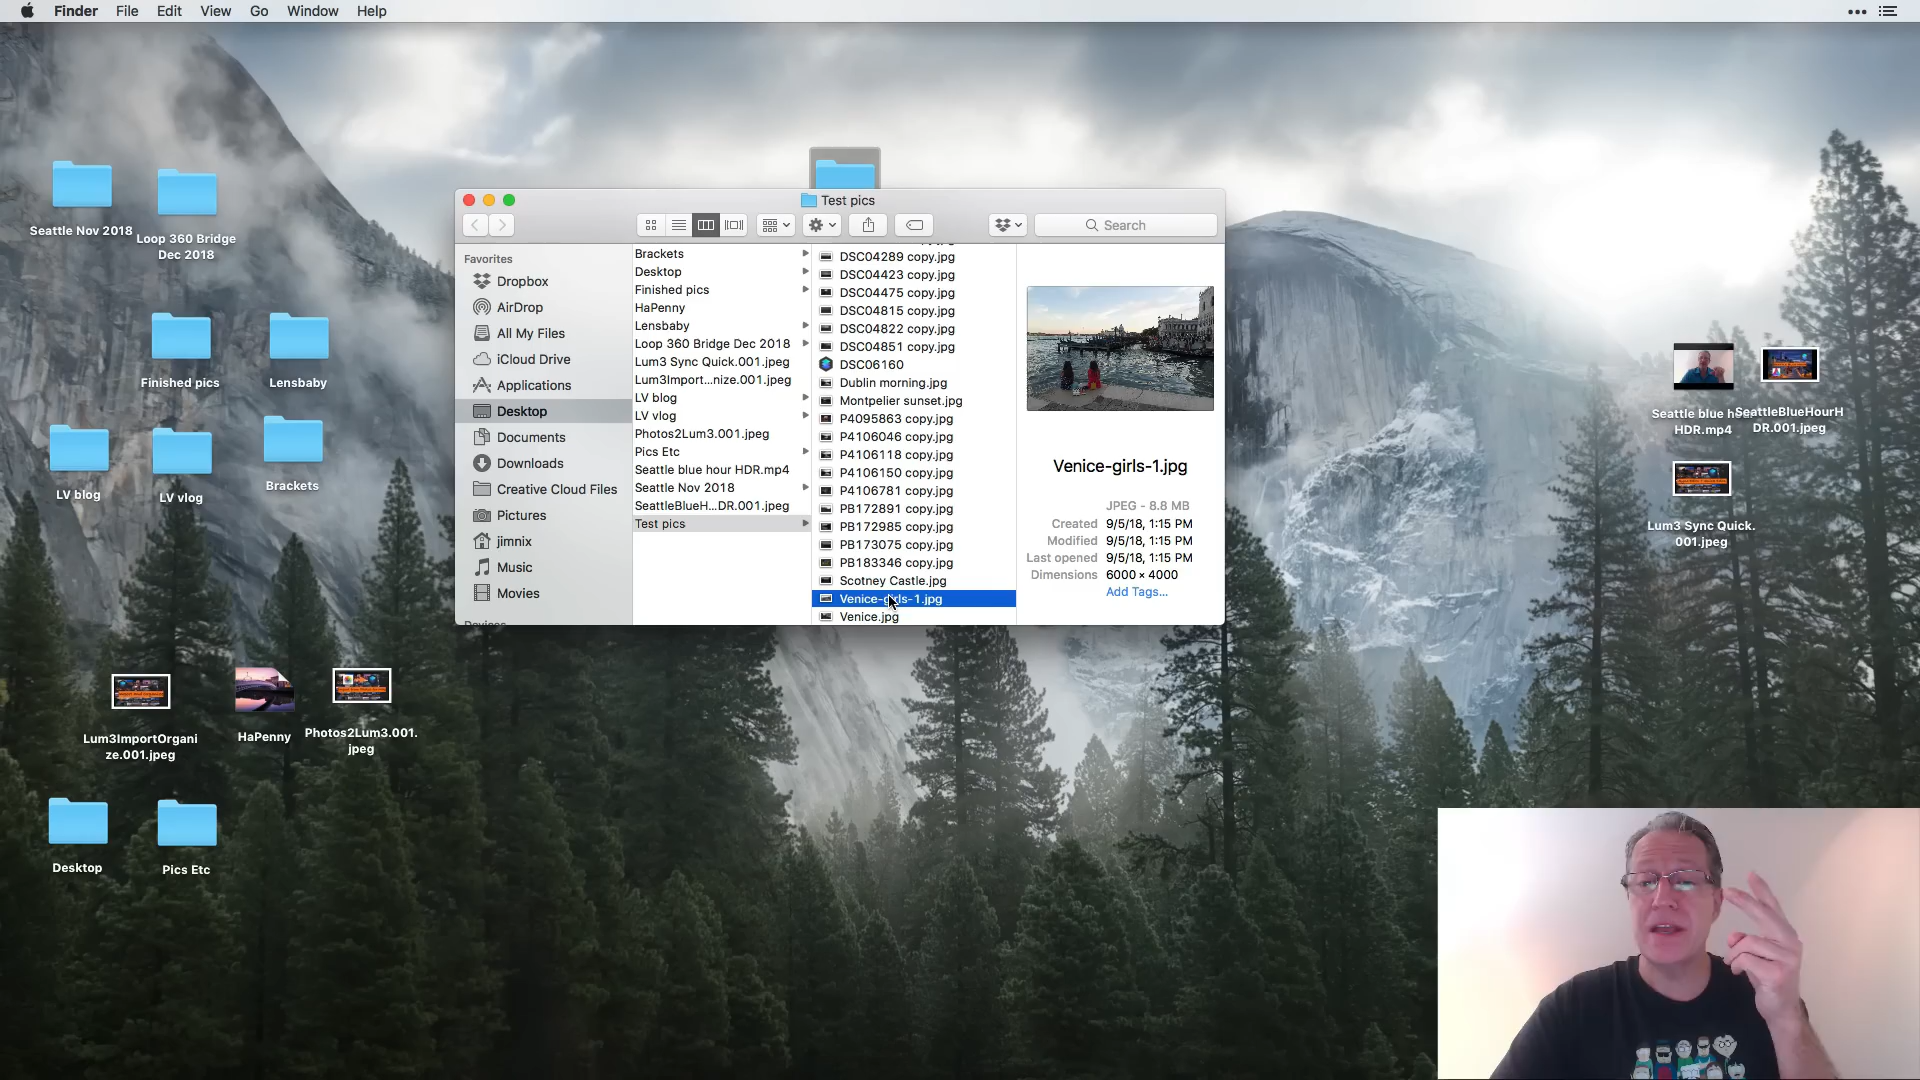 Finder File Edit View Go Window Help
Seattle Nov 2018
Loop 360 Bridge
Dec 2018
Finished pics
Lensbaby
LV blog
LV vlog
Brackets
Lum3ImportOrgani
ze.001.jpeg
HaPenny
Photos2Lum3.001.
jpeg
Desktop
Pics Etc
Test pics
Search
Favorites
Dropbox
AirDrop
All My Files
iCloud Drive
Applications
Desktop
Documents
Downloads
Creative Cloud Files
Pictures
jimnix
Music
Movies
Devices
Brackets
Desktop
Finished pics
HaPenny
Lensbaby
Loop 360 Bridge Dec 2018
Lum3 Sync Quick.001.jpeg
Lum3Import...nize.001.jpeg
LV blog
LV vlog
Photos2Lum3.001.jpeg
Pics Etc
Seattle blue hour HDR.mp4
Seattle Nov 2018
SeattleBlueH...DR.001.jpeg
Test pics
DSC04289 copy.jpg
DSC04423 copy.jpg
DSC04475 copy.jpg
DSC04815 copy.jpg
DSC04822 copy.jpg
DSC04851 copy.jpg
DSC06160
Dublin morning.jpg
Montpelier sunset.jpg
P4095863 copy.jpg
P4106046 copy.jpg
P4106118 copy.jpg
P4106150 copy.jpg
P4106781 copy.jpg
PB172891 copy.jpg
PB172985 copy.jpg
PB173075 copy.jpg
PB183346 copy.jpg
Scotney Castle.jpg
Venice-girls-1.jpg
Venice.jpg
Venice-girls-1.jpg
JPEG - 8.8 MB
Created 9/5/18, 1:15 PM
Modified 9/5/18, 1:15 PM
Last opened 9/5/18, 1:15 PM
Dimensions 6000 × 4000
Add Tags...
Seattle blue h
HDR.mp4
SeattleBlueHourH
DR.001.jpeg
Lum3 Sync Quick.
001.jpeg